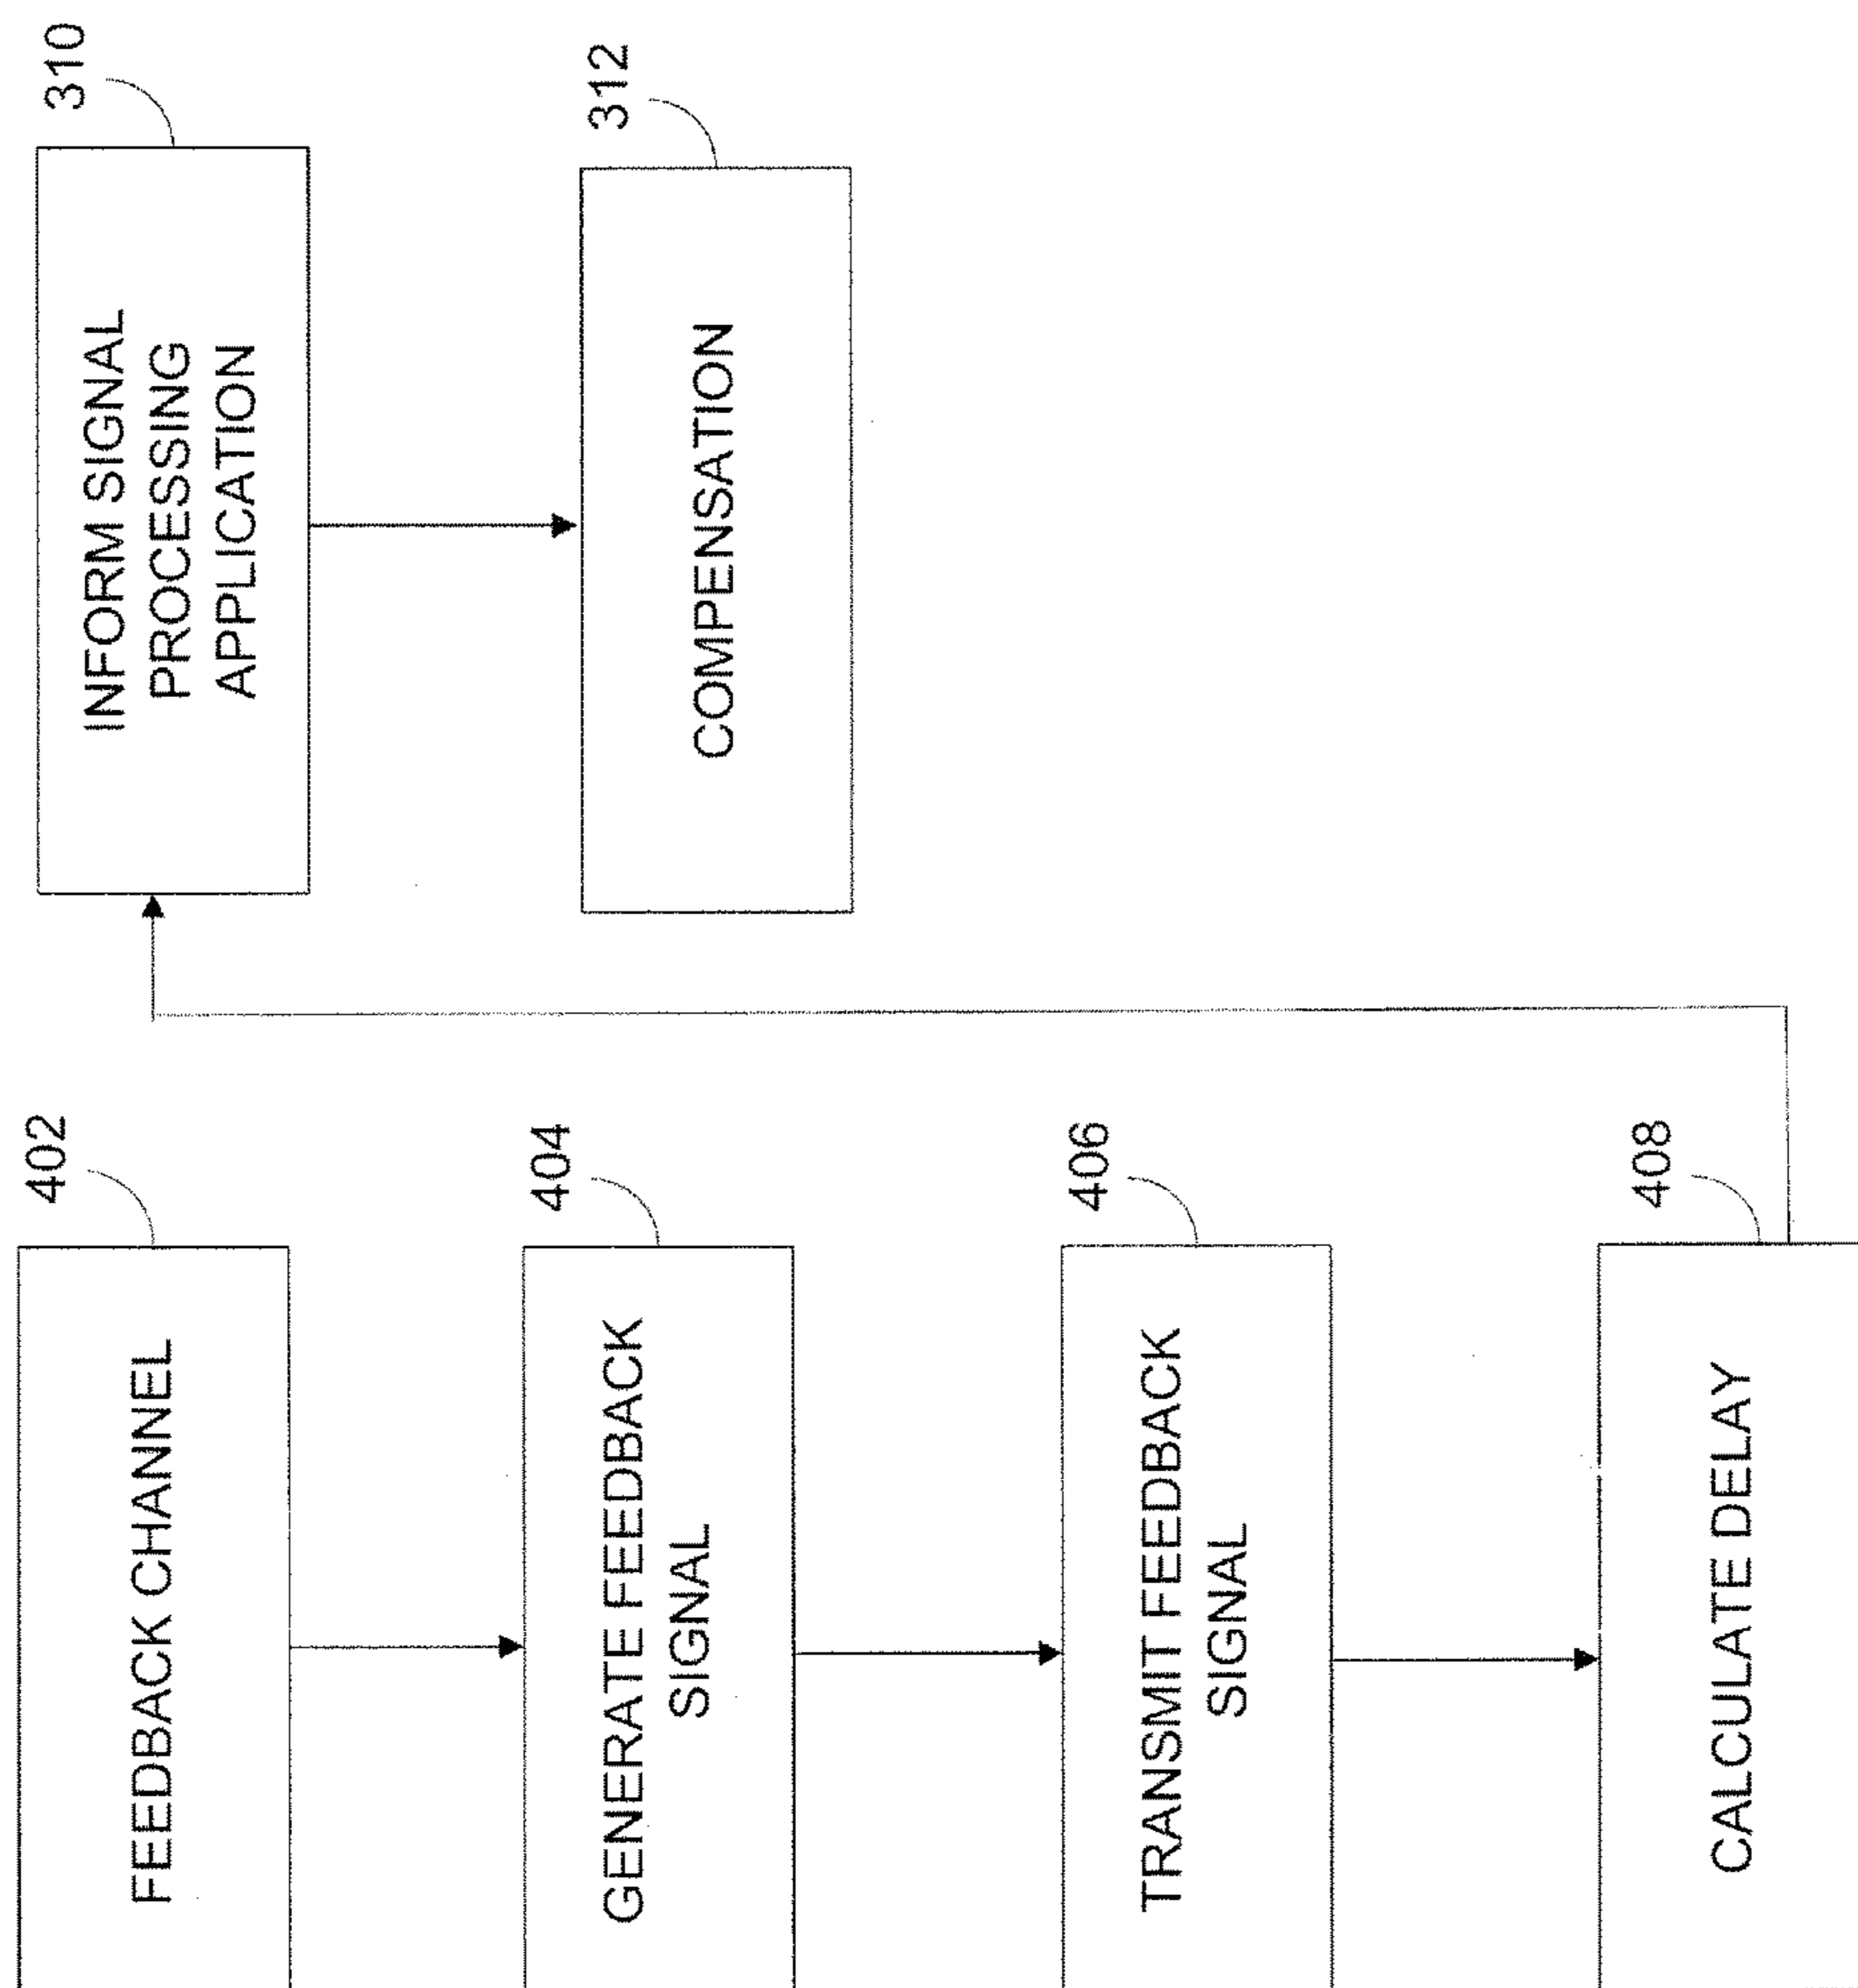 402
FEEDBACK CHANNEL
404
GENERATE FEEDBACK
SIGNAL
406
TRANSMIT FEEDBACK
SIGNAL
408
CALCULATE DELAY
310
INFORM SIGNAL
PROCESSING
APPLICATION
312
COMPENSATION